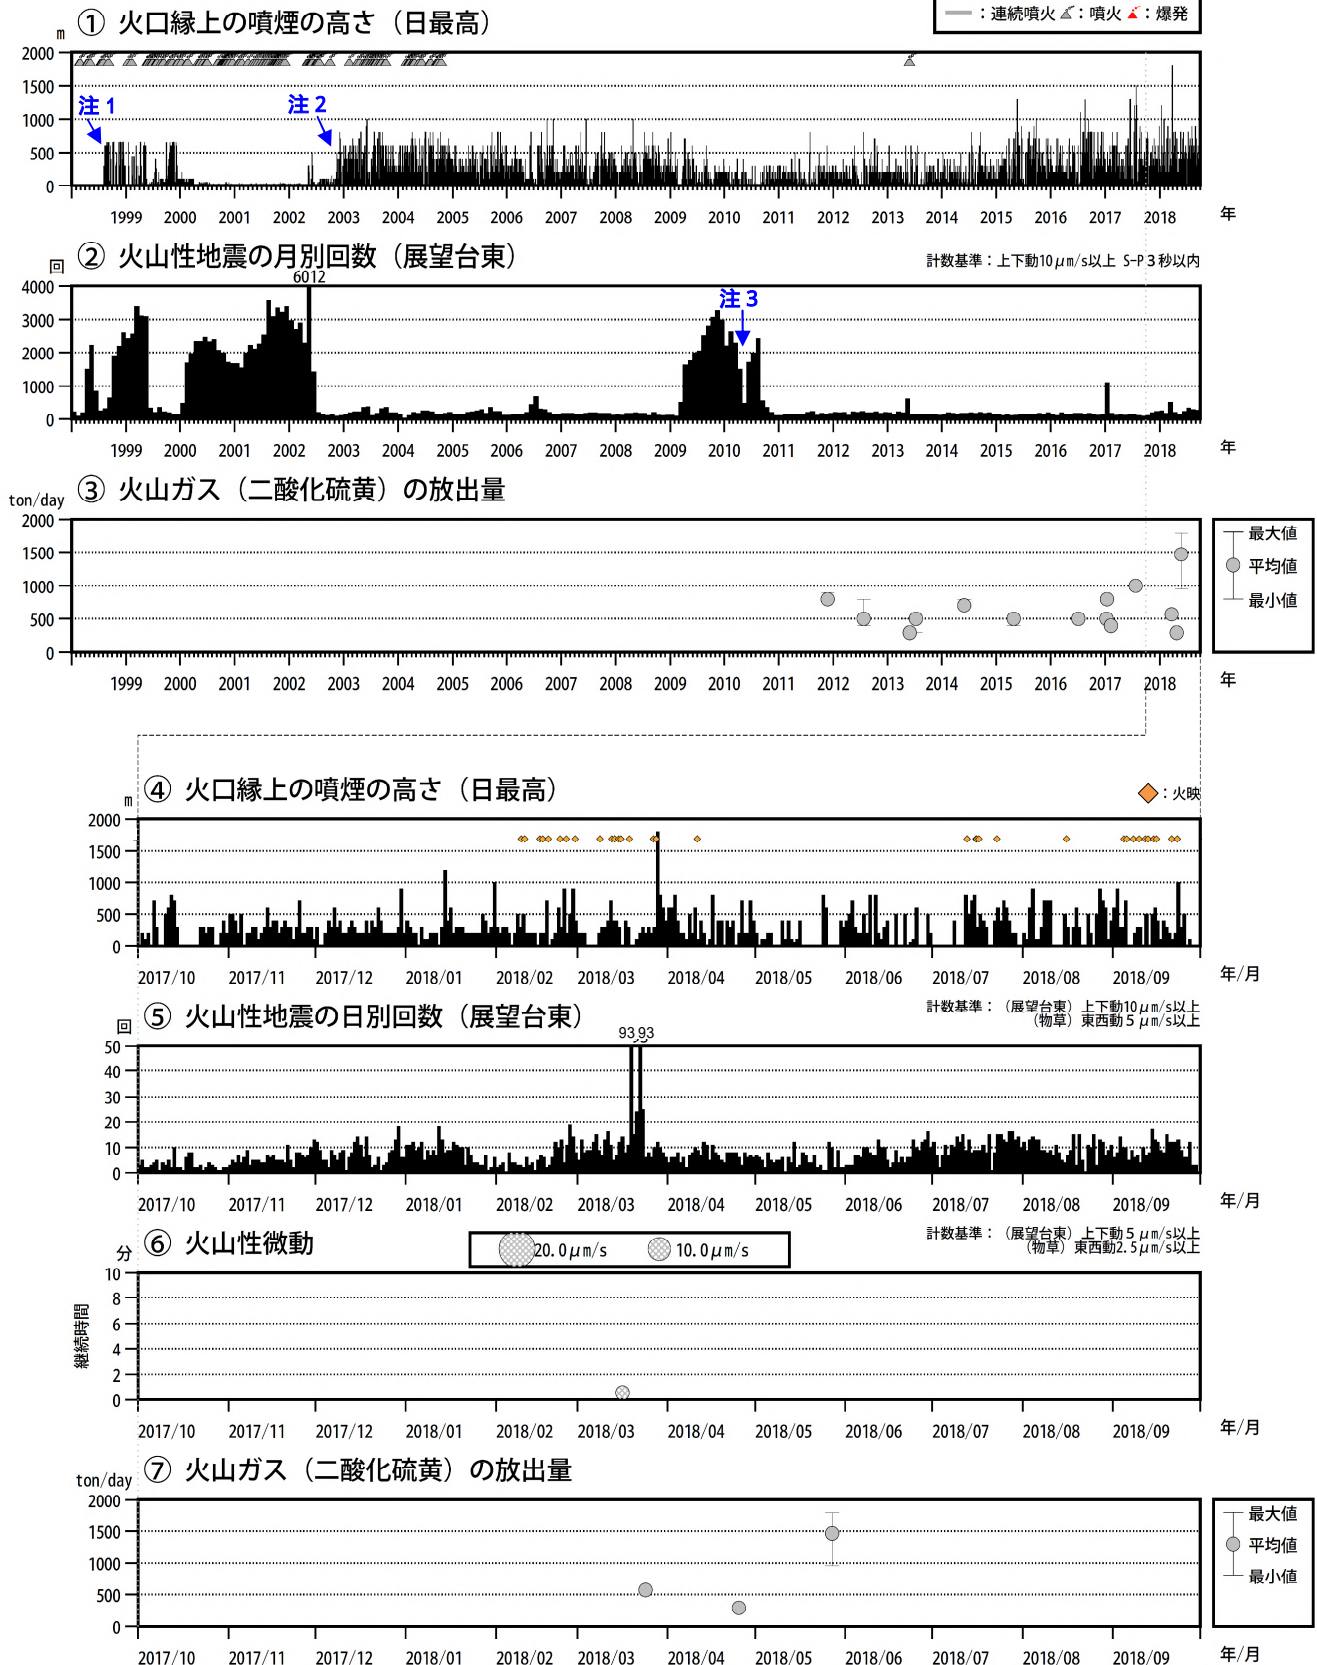 ① 火口縁上の噴煙の高さ（日最高）
：連続噴火 ：噴火 ：爆発
m
2000
1500
1000
500
0
注1
注2
1999 2000 2001 2002 2003 2004 2005 2006 2007 2008 2009 2010 2011 2012 2013 2014 2015 2016 2017 2018 年
② 火山性地震の月別回数（展望台東）
計数基準：上下動10μm/s以上 S-P３秒以内
回
6012
4000
3000
2000
1000
0
注3
1999 2000 2001 2002 2003 2004 2005 2006 2007 2008 2009 2010 2011 2012 2013 2014 2015 2016 2017 2018 年
③ 火山ガス（二酸化硫黄）の放出量
ton/day
2000
1500
1000
500
0
最大値
平均値
最小値
1999 2000 2001 2002 2003 2004 2005 2006 2007 2008 2009 2010 2011 2012 2013 2014 2015 2016 2017 2018 年
④ 火口縁上の噴煙の高さ（日最高）
：火映
m
2000
1500
1000
500
0
2017/10 2017/11 2017/12 2018/01 2018/02 2018/03 2018/04 2018/05 2018/06 2018/07 2018/08 2018/09 年/月
⑤ 火山性地震の日別回数（展望台東）
計数基準：（展望台東）上下動10μm/s以上
（物草）東西動５μm/s以上
回
93 93
50
40
30
20
10
0
2017/10 2017/11 2017/12 2018/01 2018/02 2018/03 2018/04 2018/05 2018/06 2018/07 2018/08 2018/09 年/月
⑥ 火山性微動
20.0μm/s 10.0μm/s
計数基準：（展望台東）上下動５μm/s以上
（物草）東西動2.5μm/s以上
分
継続時間
10
8
6
4
2
0
2017/10 2017/11 2017/12 2018/01 2018/02 2018/03 2018/04 2018/05 2018/06 2018/07 2018/08 2018/09 年/月
⑦ 火山ガス（二酸化硫黄）の放出量
ton/day
2000
1500
1000
500
0
最大値
平均値
最小値
2017/10 2017/11 2017/12 2018/01 2018/02 2018/03 2018/04 2018/05 2018/06 2018/07 2018/08 2018/09 年/月